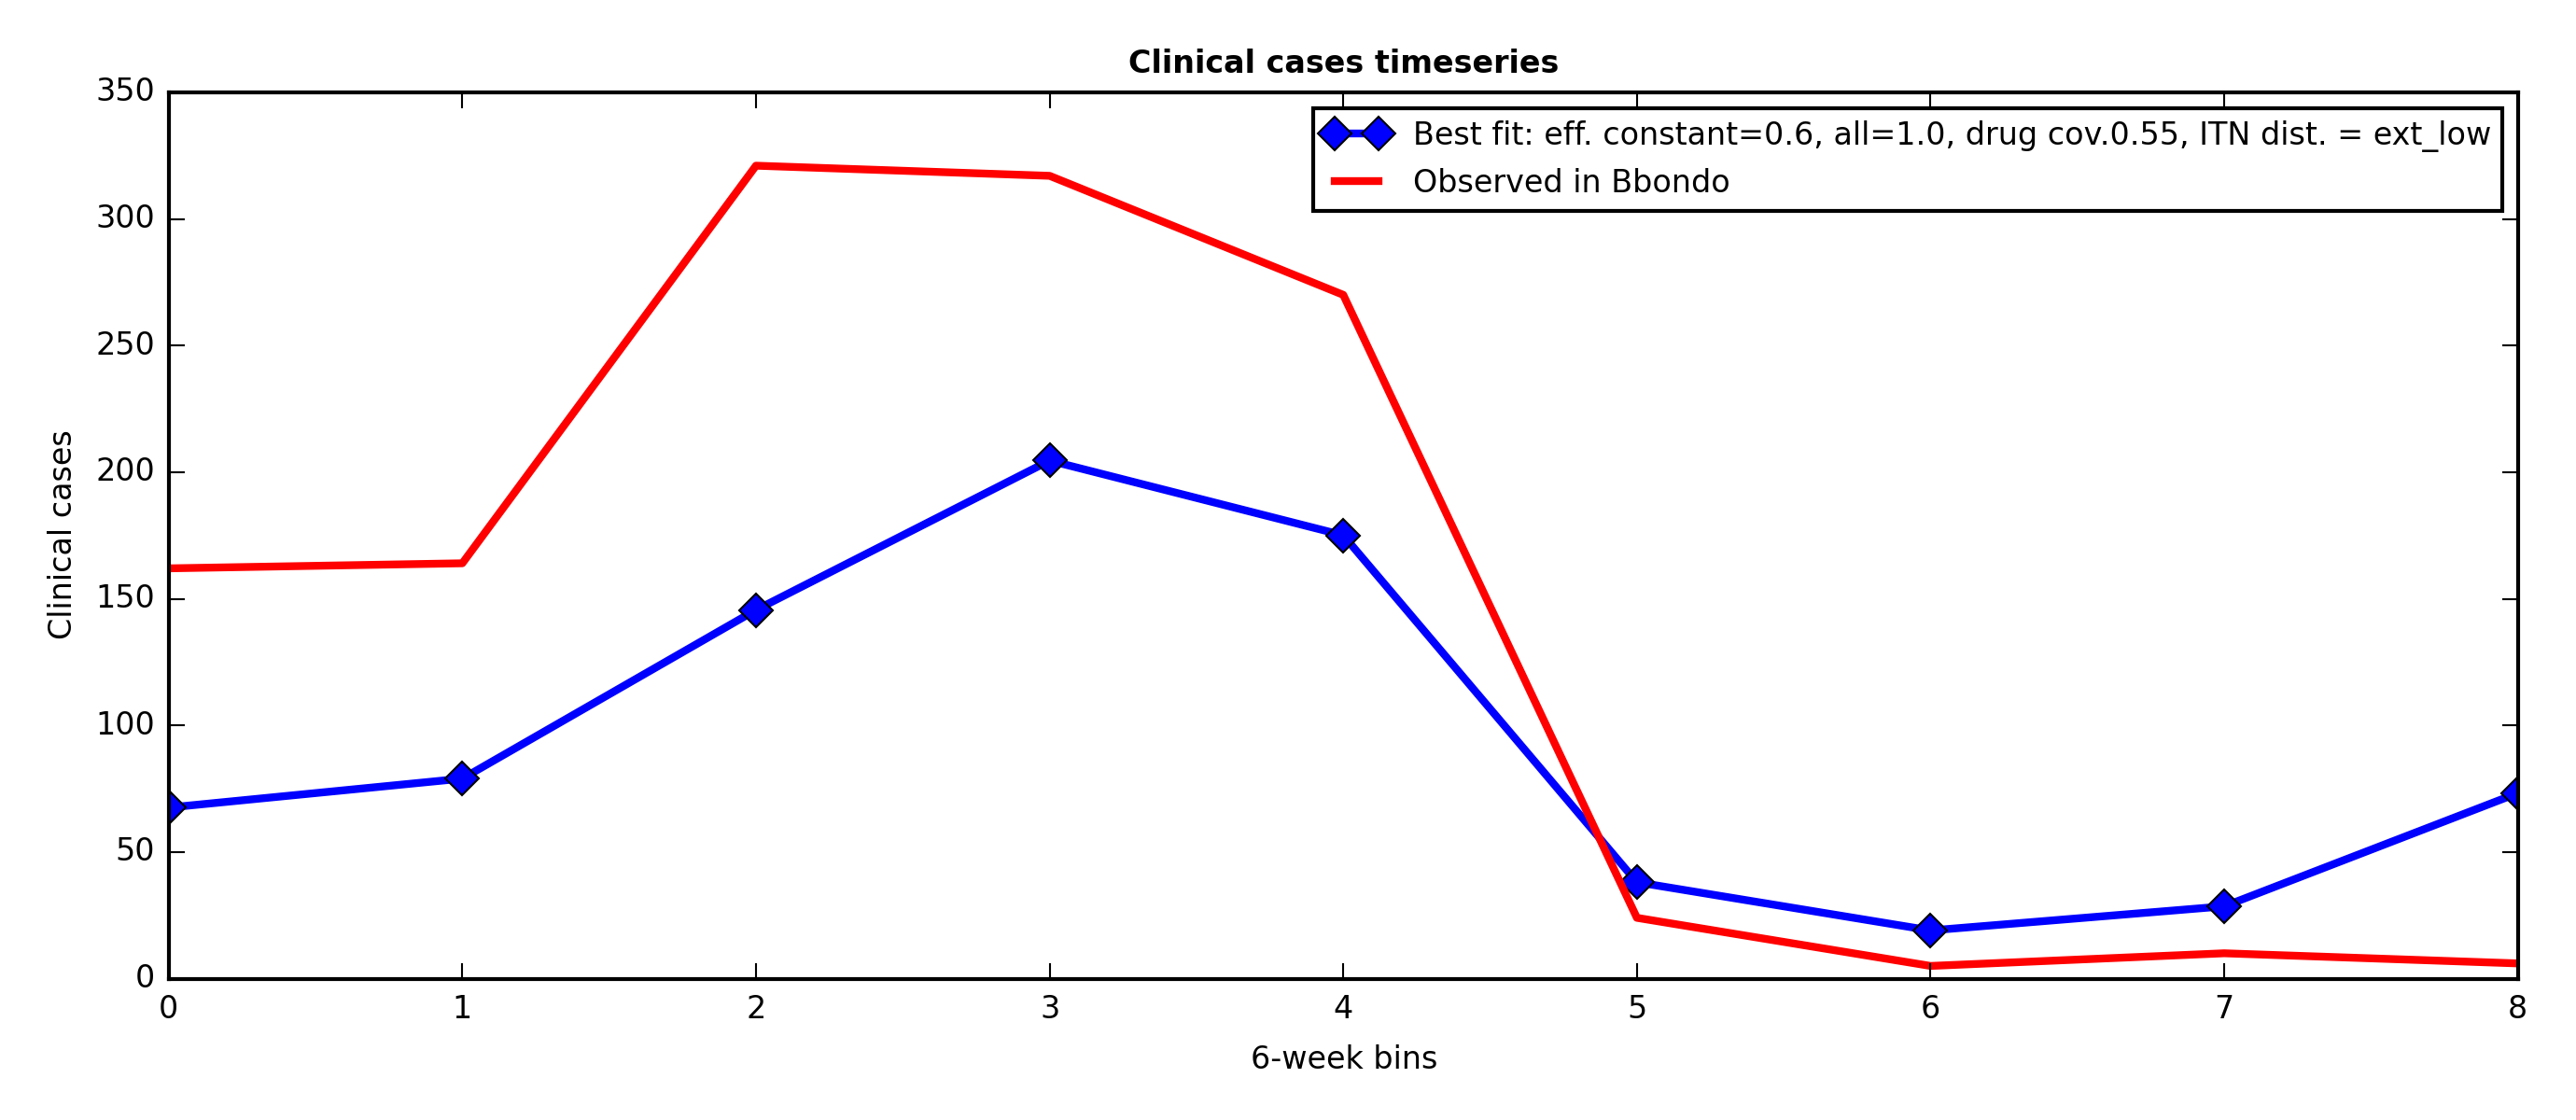 Clinical cases timeseries
350
300
250
200
150
100
50
0
Clinical cases
Best fit: eff. constant=0.6, all=1.0, drug cov.0.55, ITN dist. = ext_low
Observed in Bbondo
0 1 2 3 4 5 6 7 8
6-week bins